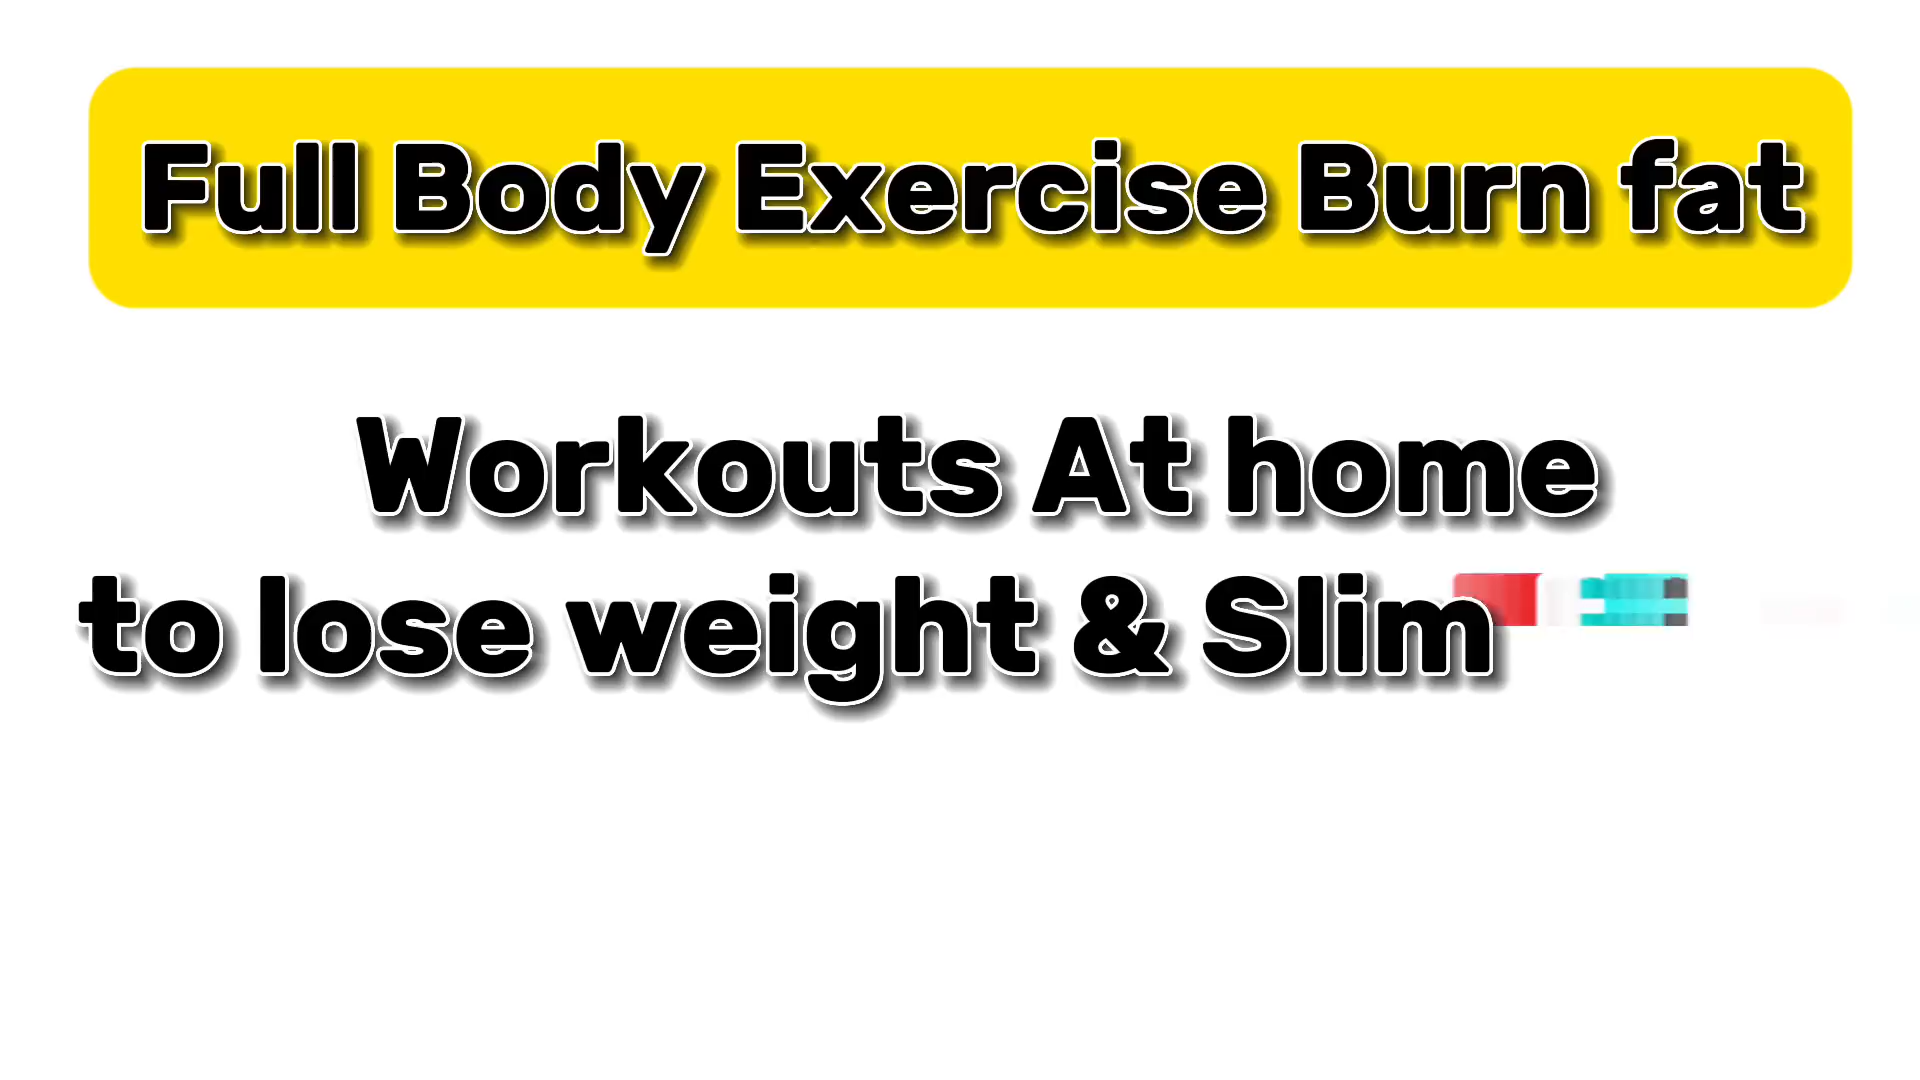 Full Body Exercise Burn fat
Workouts At home
to lose weight & Slim